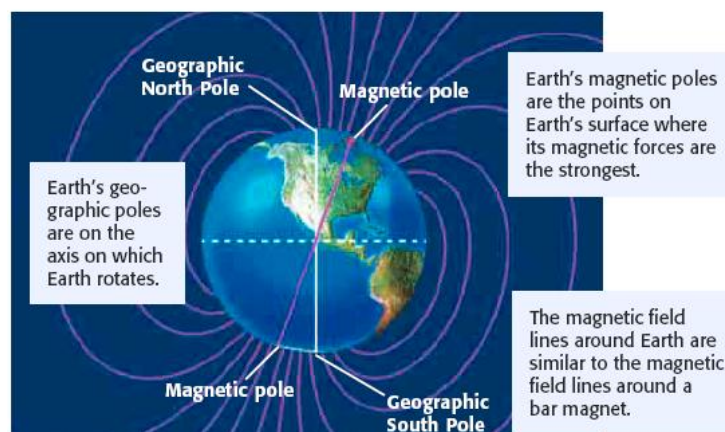 Geographic
North Pole
Magnetic pole
Earth's magnetic poles
are the points on
Earth's surface where
its magnetic forces are
the strongest.
Earth's geo-
graphic poles
are on the
axis on which
Earth rotates.
The magnetic field
lines around Earth are
similar to the magnetic
field lines around a
bar magnet.
Magnetic pole
Geographic
South Pole